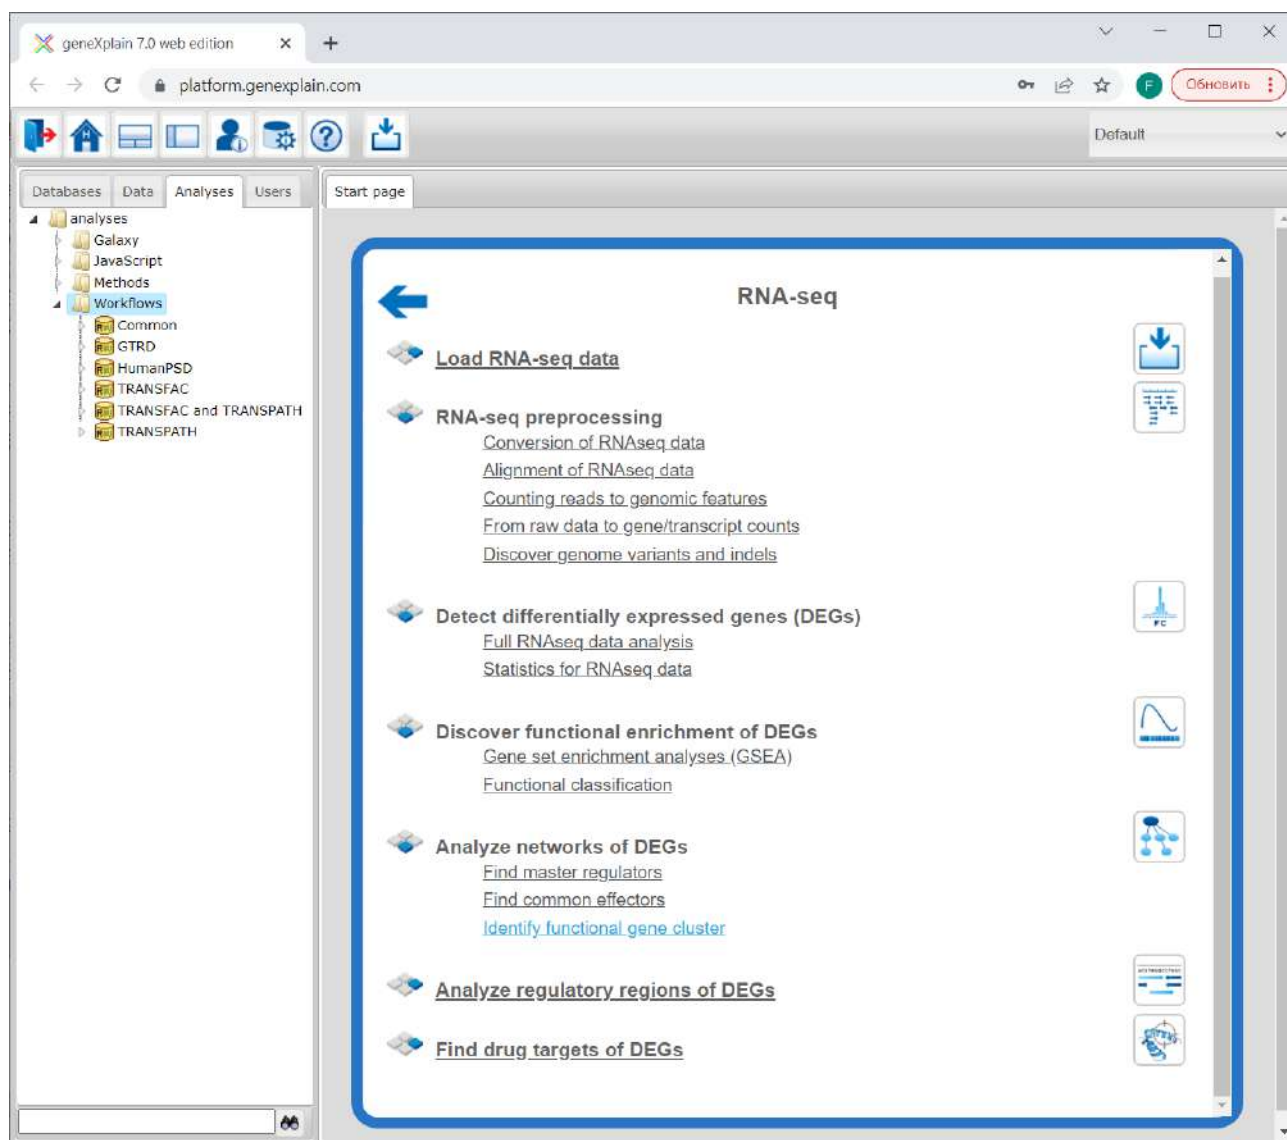 geneXplain 7.0 web edition
platform.genexplain.com
F
Обновить
Default
Databases Data Analyses Users
Start page
analyses
Galaxy
JavaScript
Methods
Workflows
Common
GTRD
HumanPSD
TRANSFAC
TRANSFAC and TRANSPATH
TRANSPATH
RNA-seq
Load RNA-seq data
RNA-seq preprocessing
Conversion of RNAseq data
Alignment of RNAseq data
Counting reads to genomic features
From raw data to gene/transcript counts
Discover genome variants and indels
Detect differentially expressed genes (DEGs)
FC
Full RNAseq data analysis
Statistics for RNAseq data
Discover functional enrichment of DEGs
Gene set enrichment analyses (GSEA)
Functional classification
Analyze networks of DEGs
Find master regulators
Find common effectors
Identify functional gene cluster
Analyze regulatory regions of DEGs
Find drug targets of DEGs